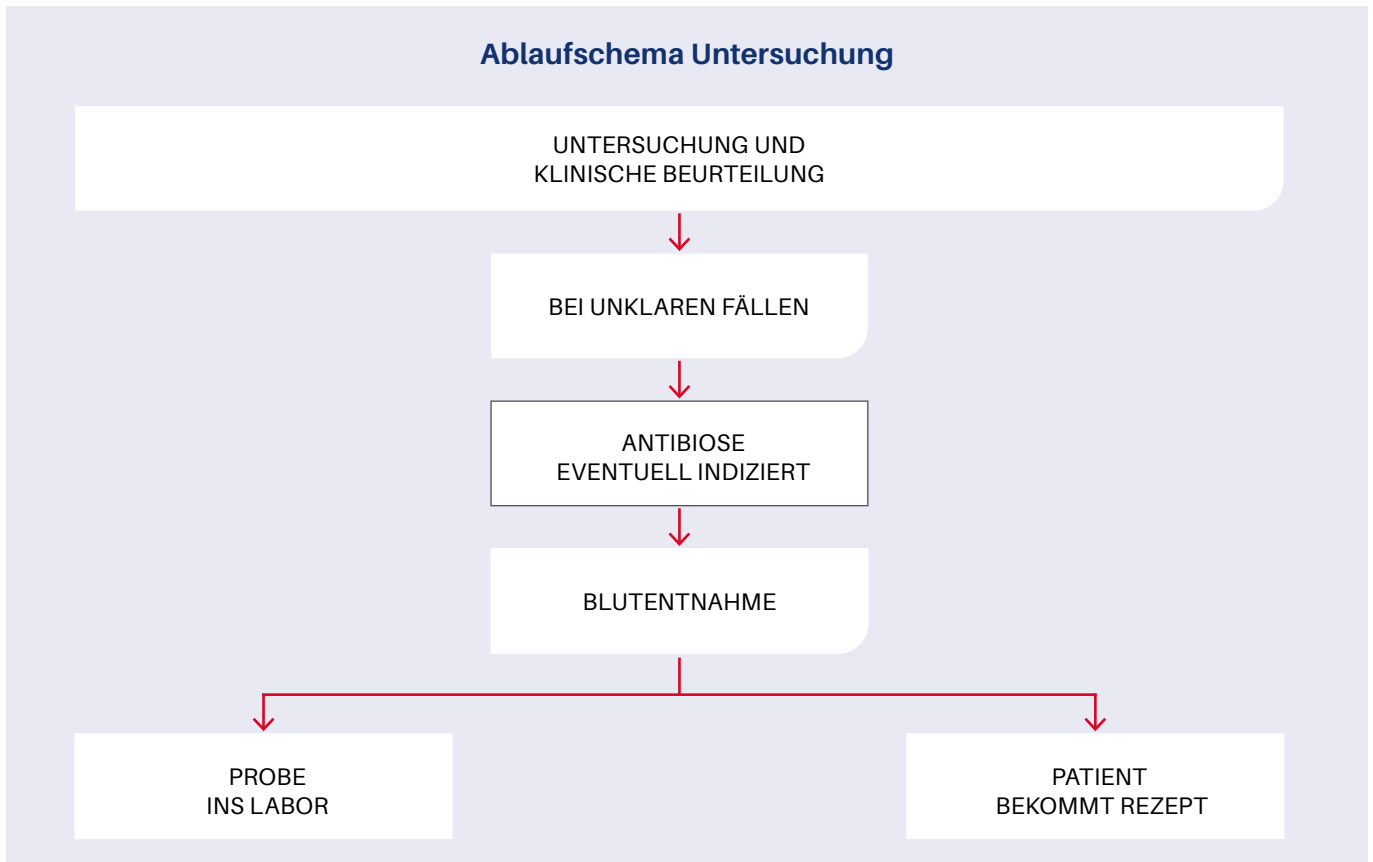 Ablaufschema Untersuchung
UNTERSUCHUNG UND
KLINISCHE BEURTEILUNG
BEI UNKLAREN FÄLLEN
ANTIBIOSE
EVENTUELL INDIZIERT
BLUTENTNAHME
PROBE
INS LABOR
PATIENT
BEKOMMT REZEPT